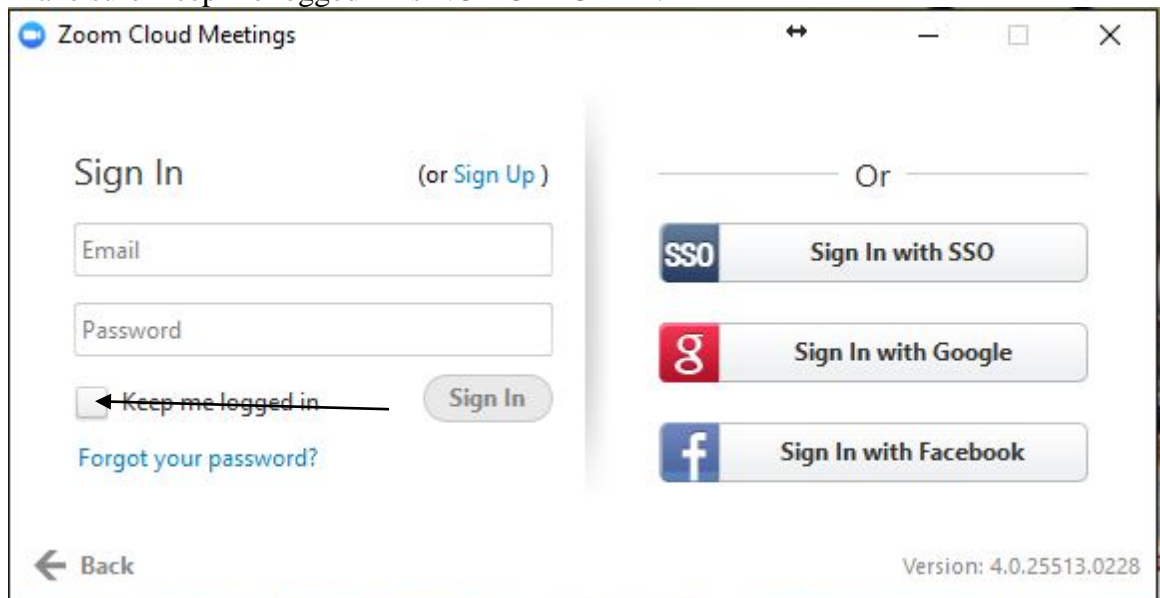 Zoom Cloud Meetings
Sign In (or Sign Up )
Email
Password
Keep me logged in Sign In
Forgot your password?
Or
SSO Sign In with SSO
g Sign In with Google
f Sign In with Facebook
Back
Version: 4.0.25513.0228